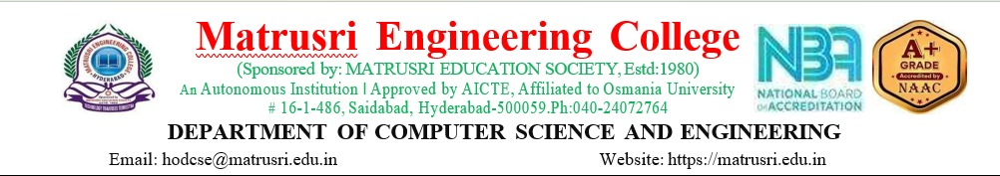 Matrusri Engineering College
(Sponsored by: MATRUSRI EDUCATION SOCIETY, Estd:1980)
An Autonomous Institution | Approved by AICTE, Affiliated to Osmania University
# 16-1-486, Saidabad, Hyderabad-500059.Ph:040-24072764
DEPARTMENT OF COMPUTER SCIENCE AND ENGINEERING
Email: hodcse@matrusri.edu.in Website: https://matrusri.edu.in
MATRUSRI ENGINEERING COLLEGE
HYDERABAD
NBA
NATIONAL BOARD
OF ACCREDITATION
A+
GRADE
Accredited by
NAAC